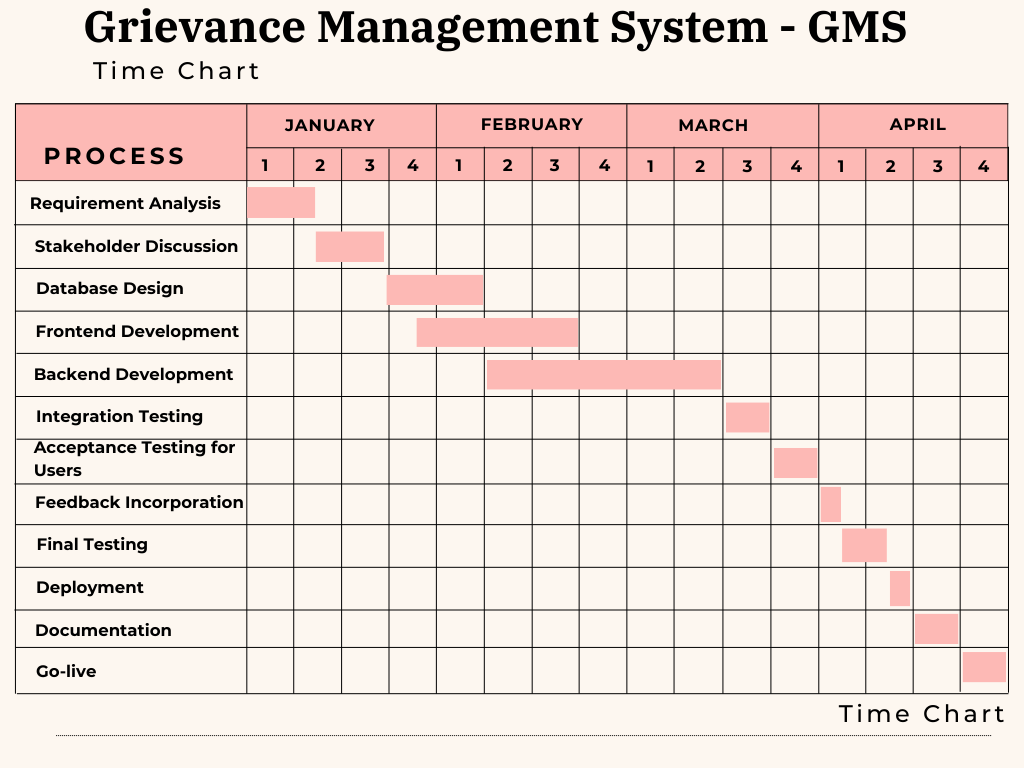 Grievance Management System - GMS
Time Chart
JANUARY FEBRUARY MARCH APRIL
PROCESS 1 2 3 4 1 2 3 4 1 2 3 4 1 2 3 4
Requirement Analysis
Stakeholder Discussion
Database Design
Frontend Development
Backend Development
Integration Testing
Acceptance Testing for
Users
Feedback Incorporation
Final Testing
Deployment
Documentation
Go-live
Time Chart